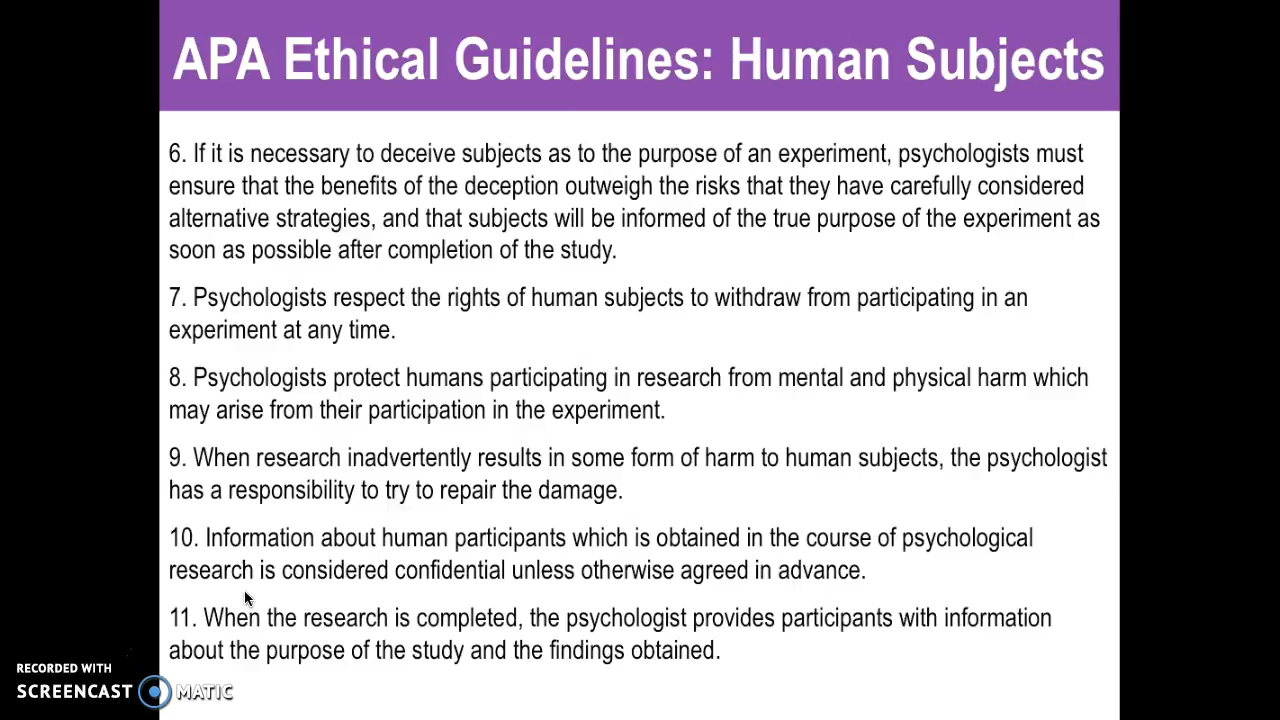 APA Ethical Guidelines: Human Subjects
6. If it is necessary to deceive subjects as to the purpose of an experiment, psychologists must
ensure that the benefits of the deception outweigh the risks that they have carefully considered
alternative strategies, and that subjects will be informed of the true purpose of the experiment as
soon as possible after completion of the study.
7. Psychologists respect the rights of human subjects to withdraw from participating in an
experiment at any time.
8. Psychologists protect humans participating in research from mental and physical harm which
may arise from their participation in the experiment.
9. When research inadvertently results in some form of harm to human subjects, the psychologist
has a responsibility to try to repair the damage.
10. Information about human participants which is obtained in the course of psychological
research is considered confidential unless otherwise agreed in advance.
11. When the research is completed, the psychologist provides participants with information
about the purpose of the study and the findings obtained.
RECORDED WITH
SCREENCAST MATIC